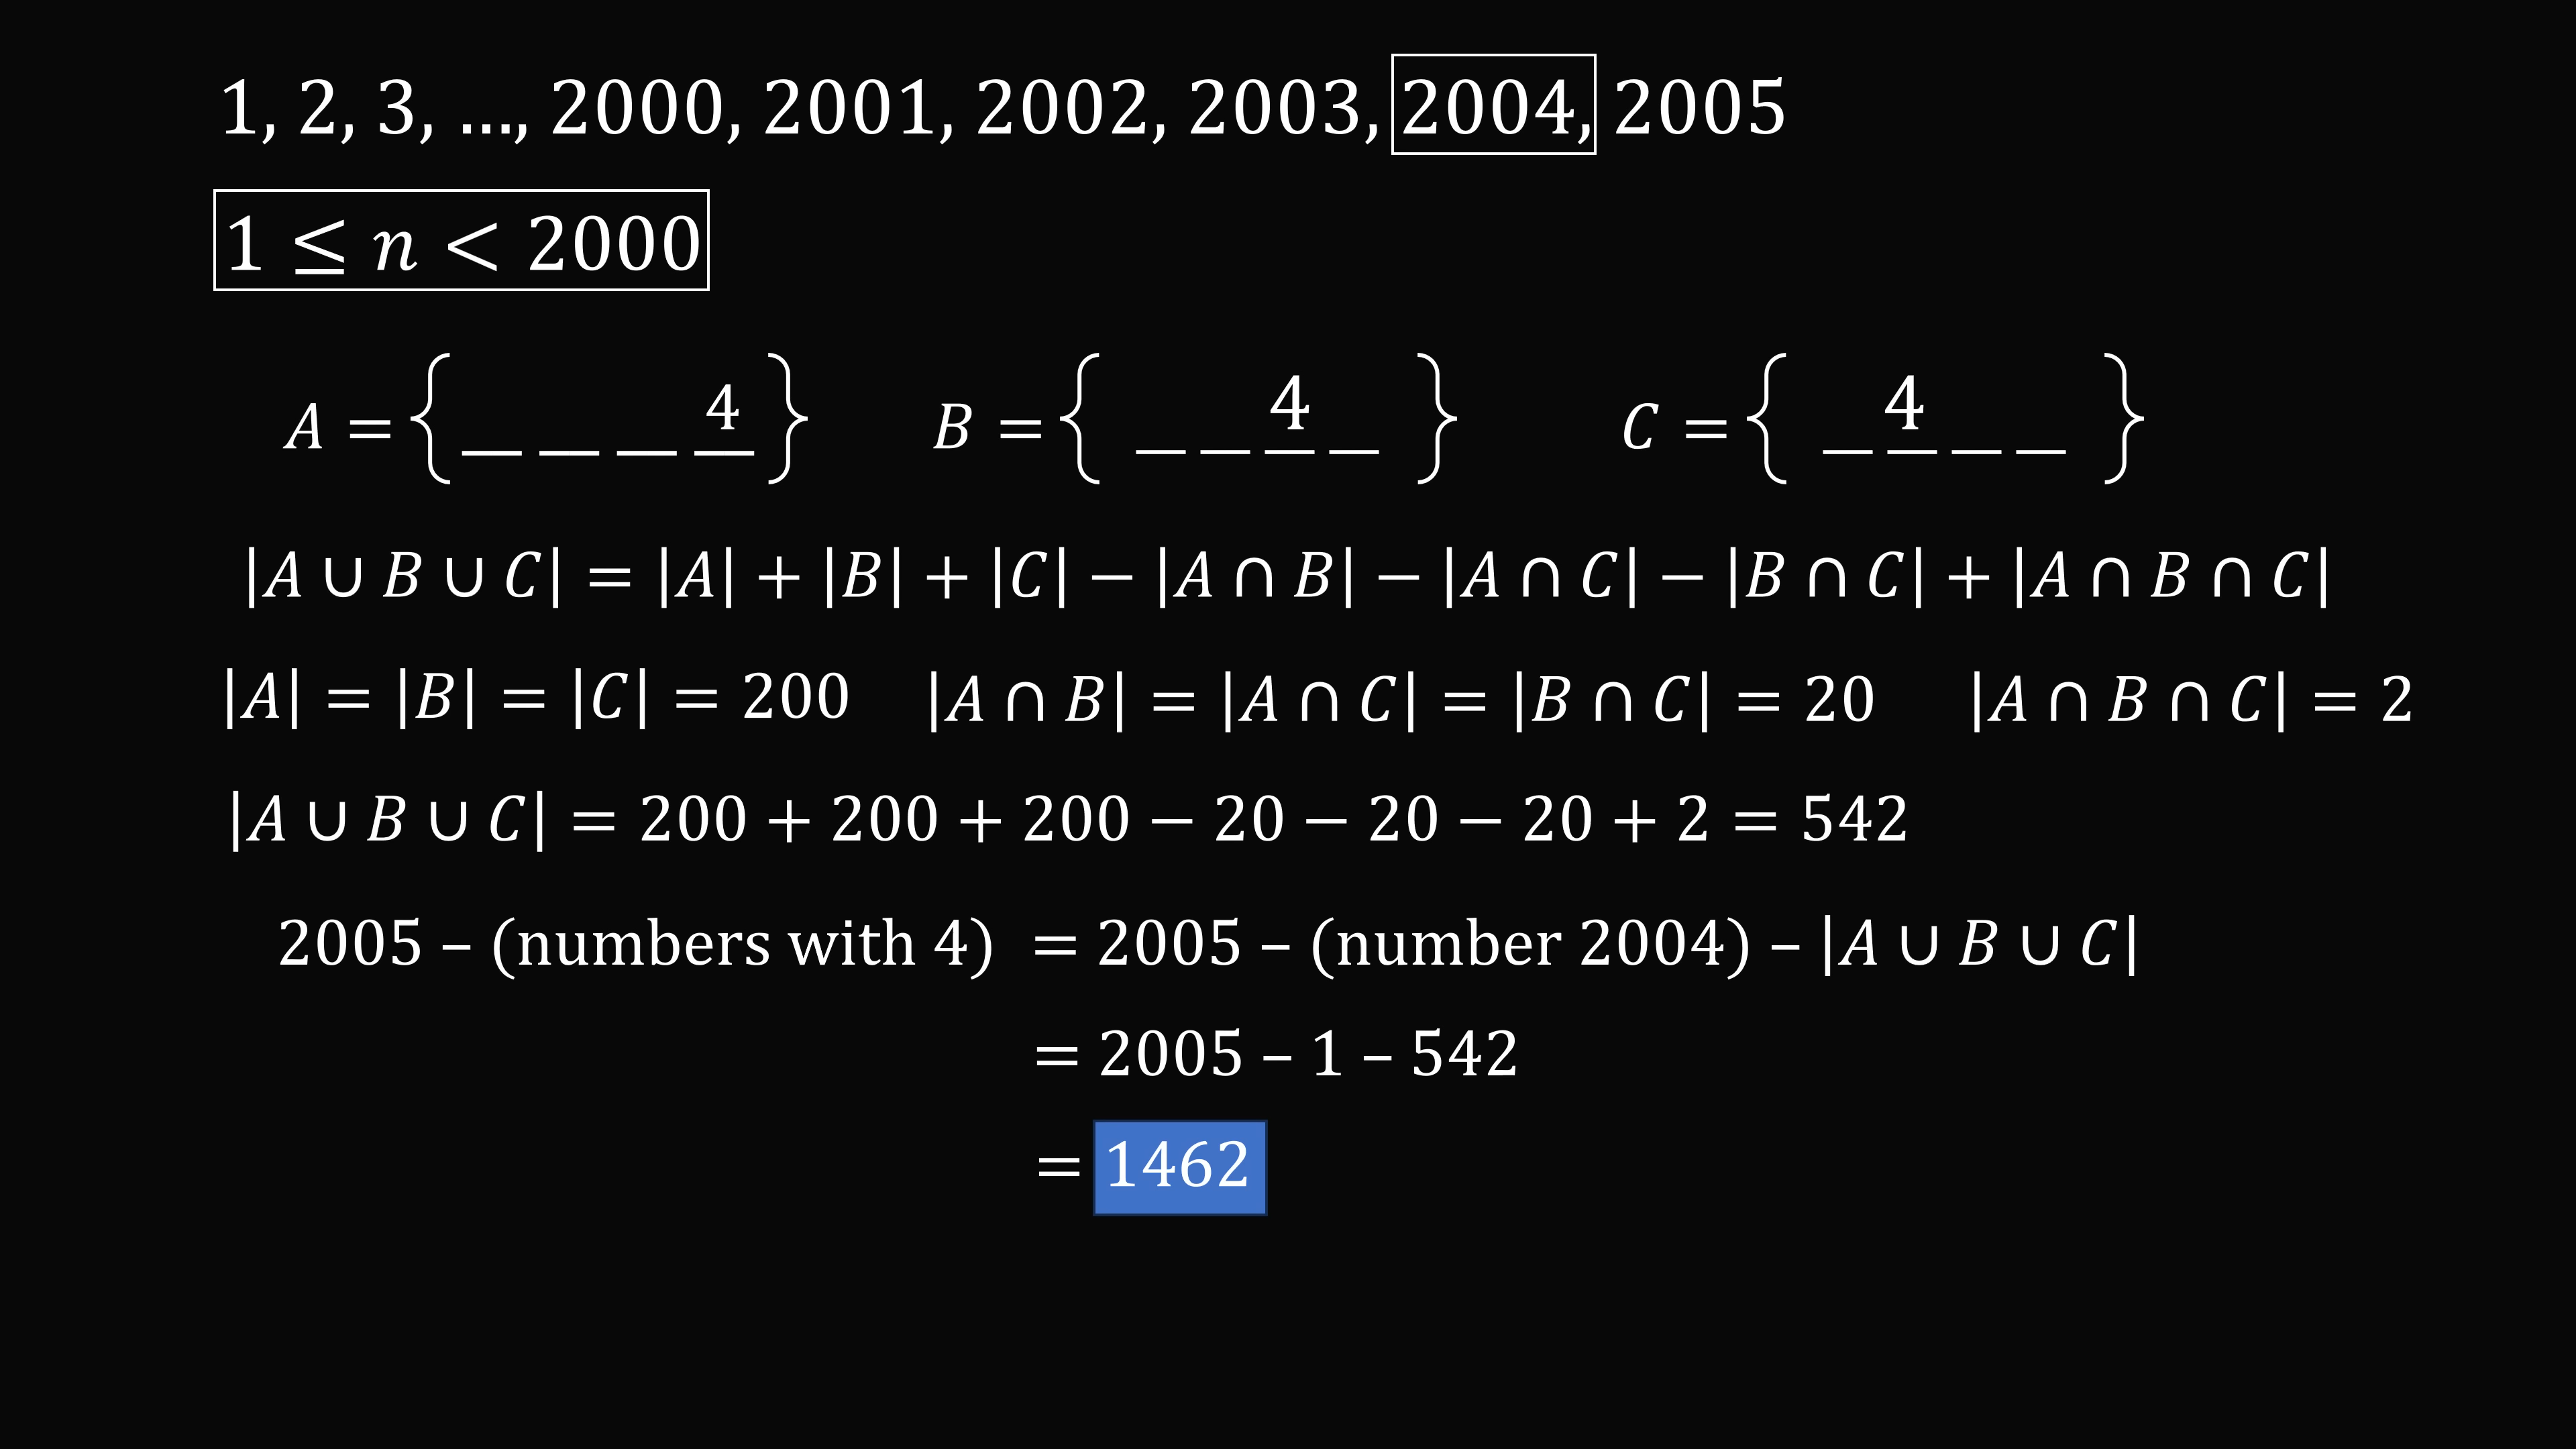 1, 2, 3, …, 2000, 2001, 2002, 2003, 2004, 2005
1 ≤ n < 2000
A = {_ _ _ 4} B = {_ _ 4 _} C = {_ 4 _ _}
|A ∪ B ∪ C| = |A| + |B| + |C| − |A ∩ B| − |A ∩ C| − |B ∩ C| + |A ∩ B ∩ C|
|A| = |B| = |C| = 200 |A ∩ B| = |A ∩ C| = |B ∩ C| = 20 |A ∩ B ∩ C| = 2
|A ∪ B ∪ C| = 200 + 200 + 200 − 20 − 20 − 20 + 2 = 542
2005 – (numbers with 4) = 2005 – (number 2004) – |A ∪ B ∪ C|
= 2005 – 1 – 542
= 1462